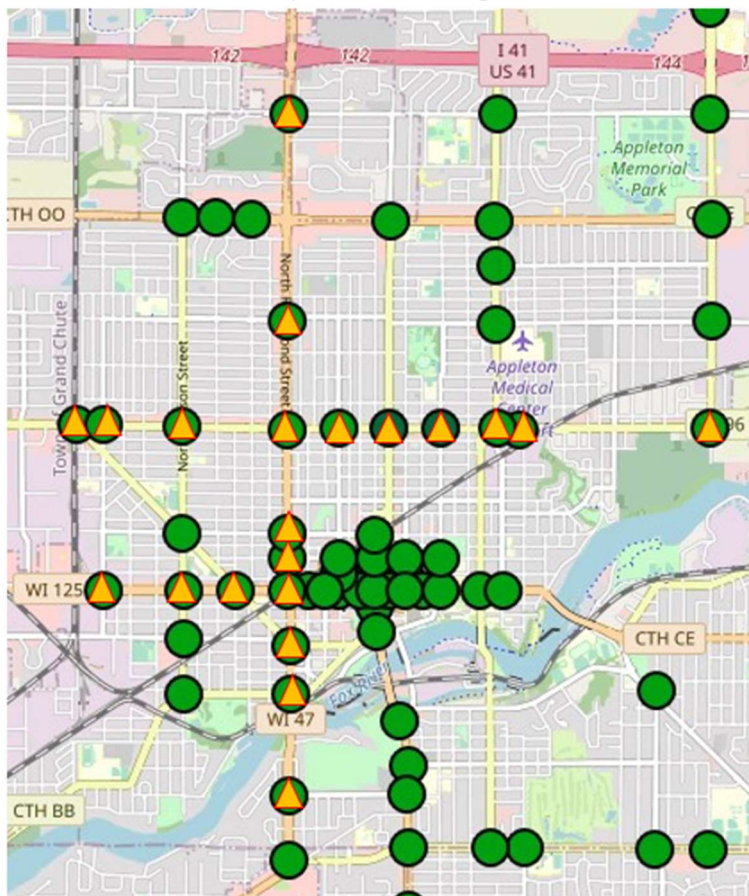 142
142
I 41
US 41
144
Appleton
Memorial
Park
CTH OO
Town of Grand Chute
Street
Street
North
Appleton
Medical
Center
96
WI 125
CTH CE
Fox River
WI 47
CTH BB